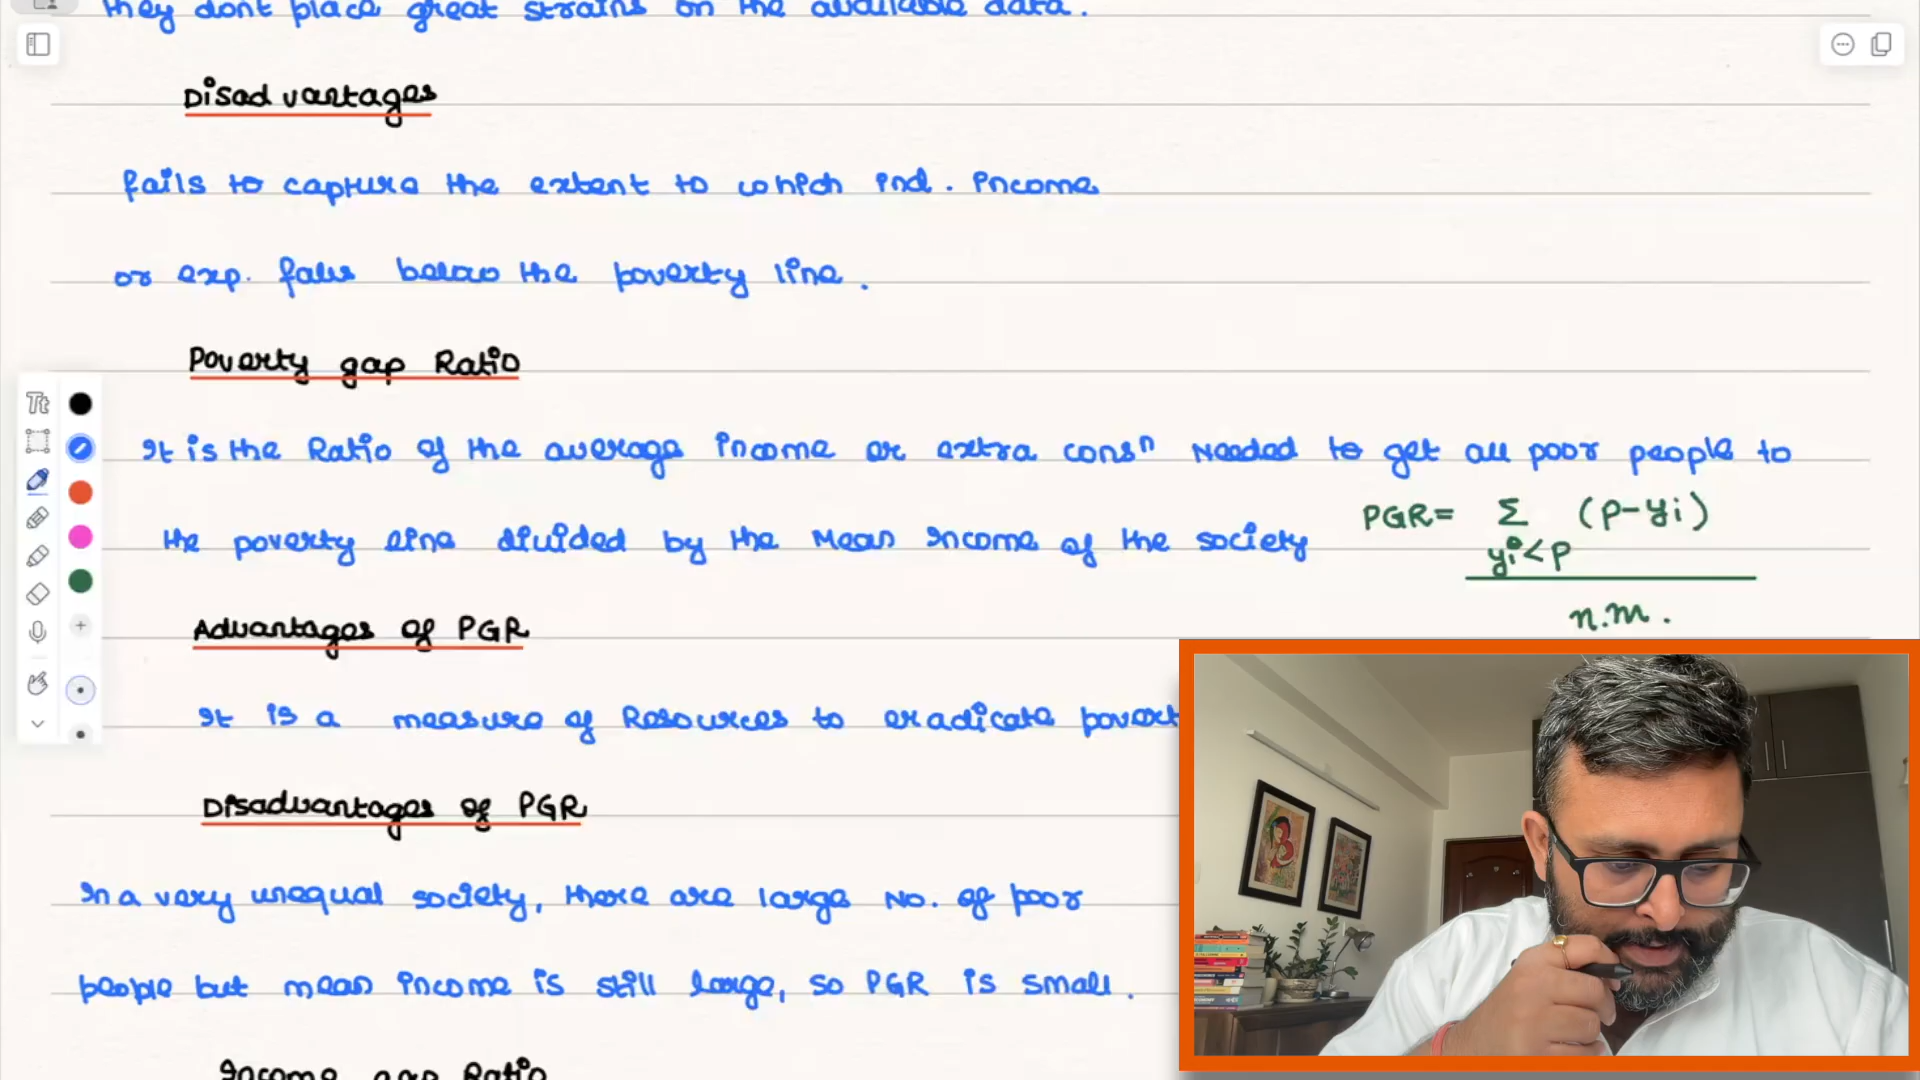 they dont place great strains on the available data.
Disadvantages
fails to capture the extent to which ind. income
or exp. falls below the poverty line.
Poverty gap Ratio
It is the Ratio of the average income or extra consⁿ Needed to get all poor people to
the poverty line divided by the Mean Income of the society
PGR = Σ (p-yi)
yi<p
n.m.
Advantages of PGR
It is a measure of Resources to eradicate povert
Disadvantages of PGR
In a very unequal society, there are large No. of poor
people but mean income is still large, so PGR is small.
Income gap Ratio
Tt